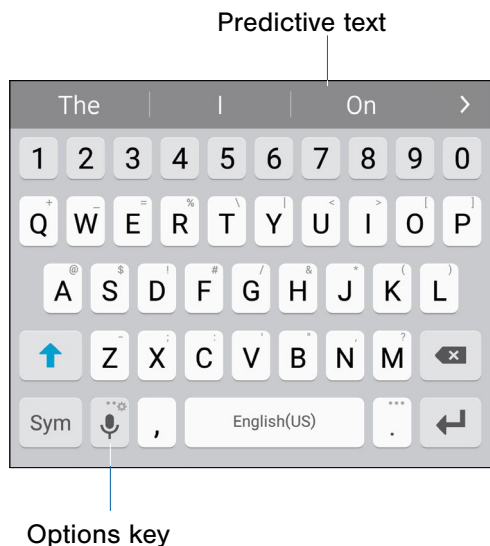 Predictive text
The I On >
1 2 3 4 5 6 7 8 9 0
+ _ = % \ | < > [ ]
Q W E R T Y U I O P
@ $ ! # / & * ( )
A S D F G H J K L
- ; : ' " , ?
Z X C V B N M
Sym , English(US) .
Options key